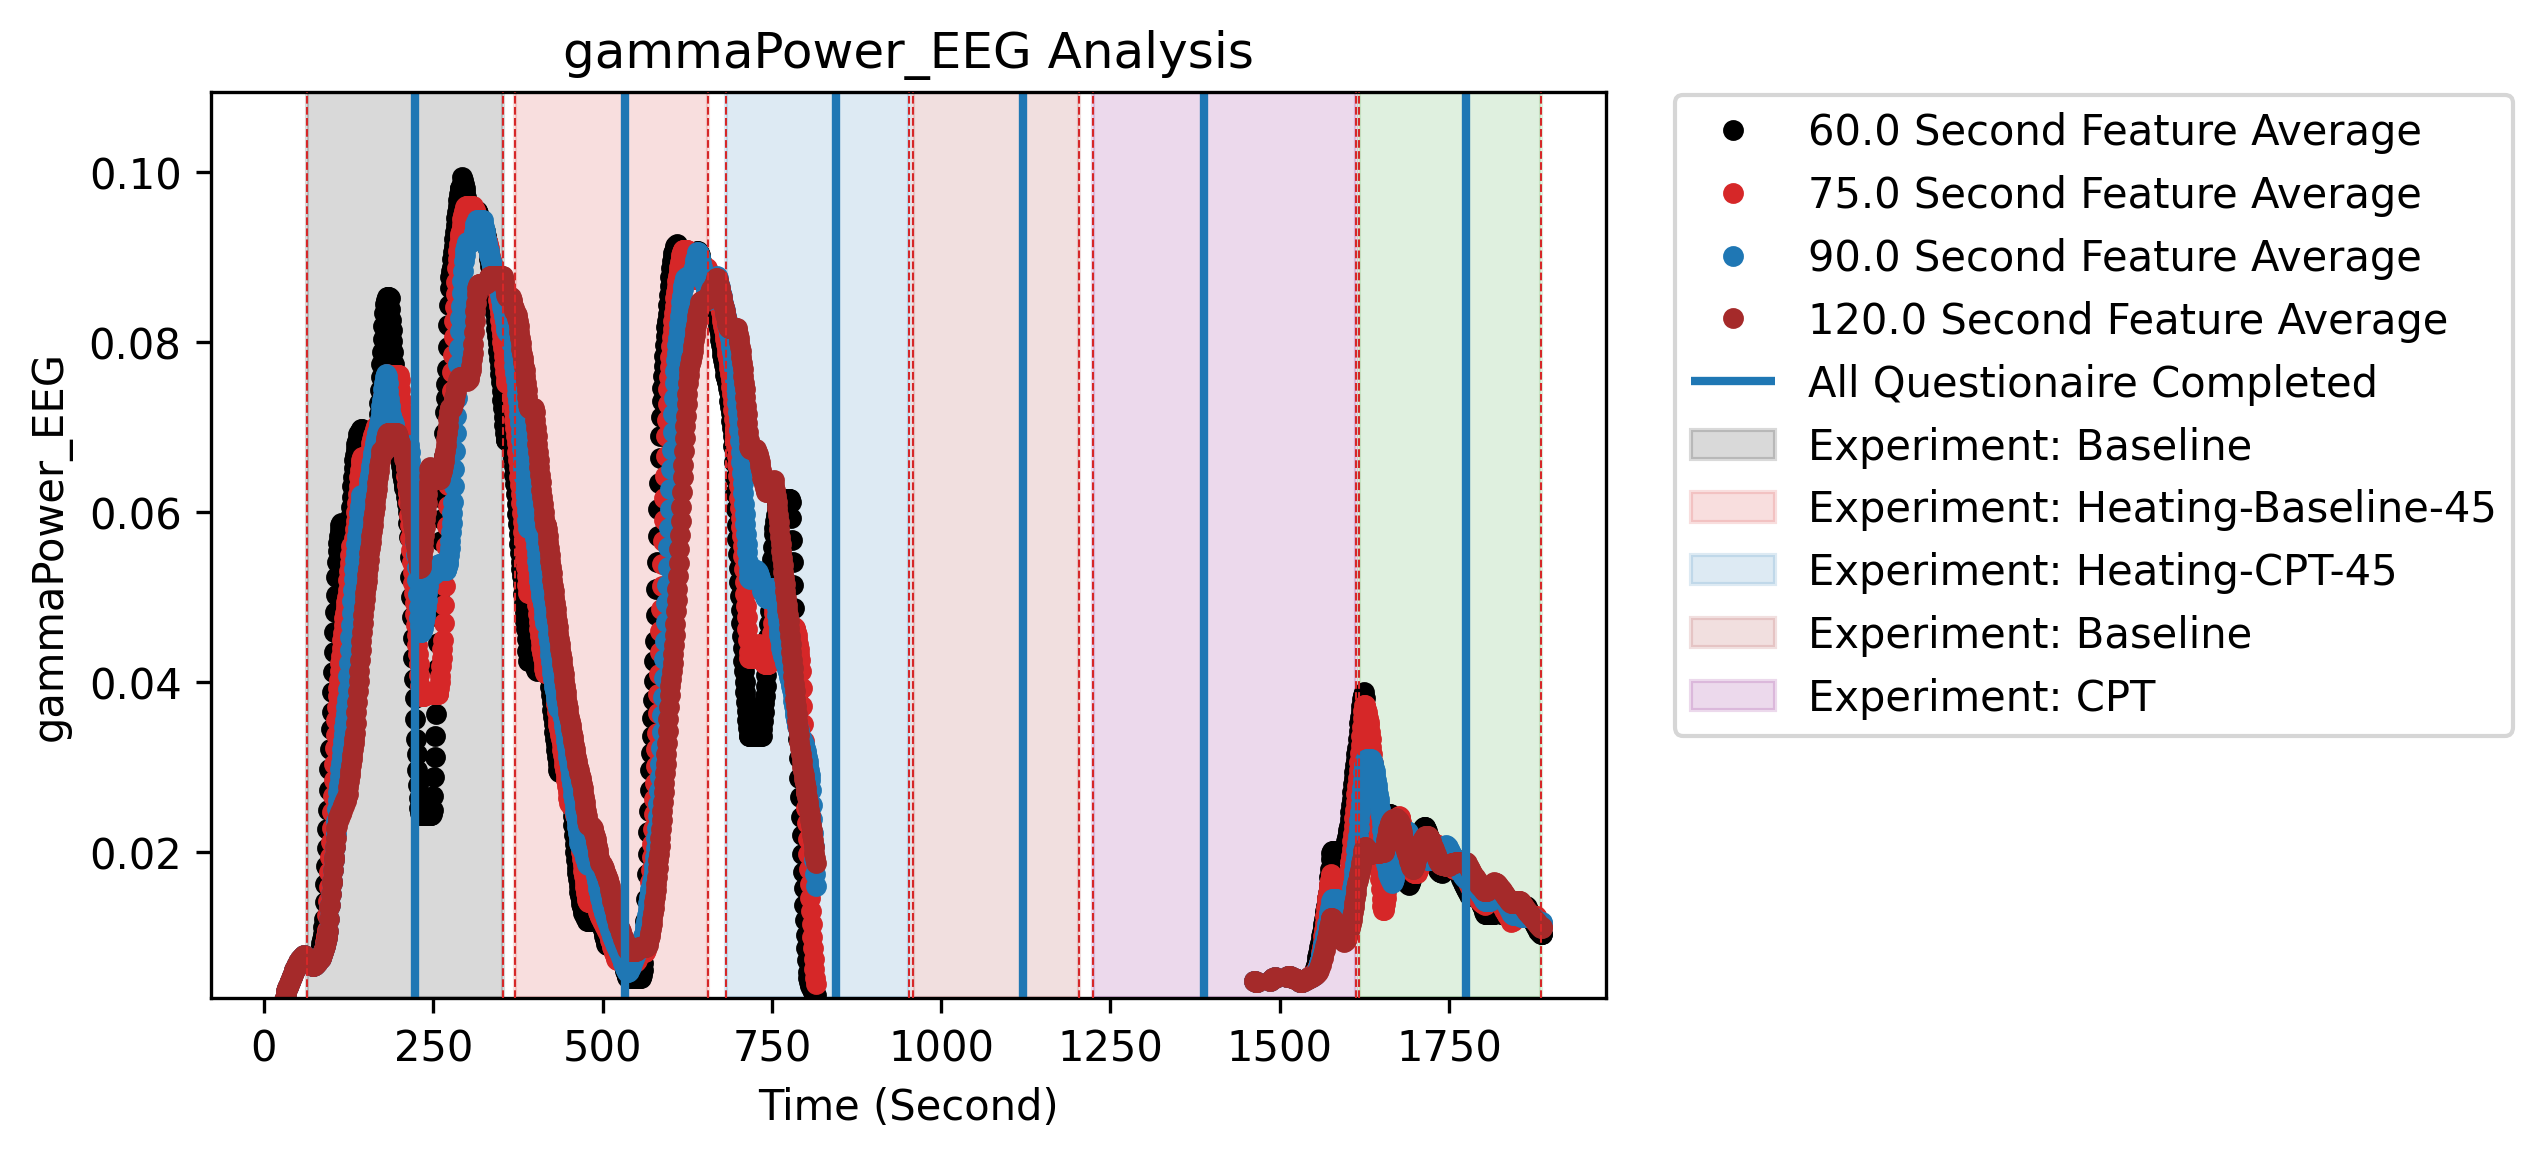 gammaPower_EEG Analysis
gammaPower_EEG
0.10
0.08
0.06
0.04
0.02
0
250
500
750
1000
1250
1500
1750
Time (Second)
60.0 Second Feature Average
75.0 Second Feature Average
90.0 Second Feature Average
120.0 Second Feature Average
All Questionaire Completed
Experiment: Baseline
Experiment: Heating-Baseline-45
Experiment: Heating-CPT-45
Experiment: Baseline
Experiment: CPT